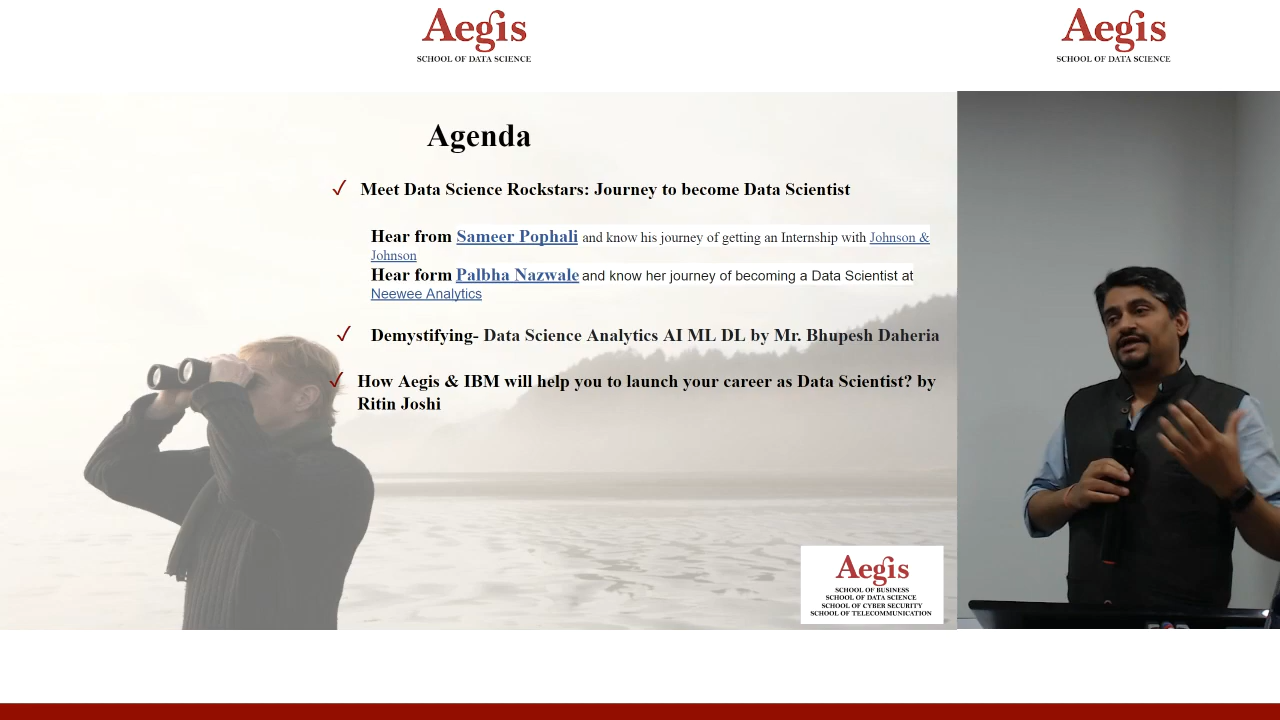 Aegis
SCHOOL OF DATA SCIENCE
Aegis
SCHOOL OF DATA SCIENCE
Agenda
✓ Meet Data Science Rockstars: Journey to become Data Scientist
Hear from Sameer Pophali and know his journey of getting an Internship with Johnson &
Johnson
Hear form Palbha Nazwale and know her journey of becoming a Data Scientist at
Neewee Analytics
✓ Demystifying- Data Science Analytics AI ML DL by Mr. Bhupesh Daheria
✓ How Aegis & IBM will help you to launch your career as Data Scientist? by
Ritin Joshi
Aegis
SCHOOL OF BUSINESS
SCHOOL OF DATA SCIENCE
SCHOOL OF CYBER SECURITY
SCHOOL OF TELECOMMUNICATION